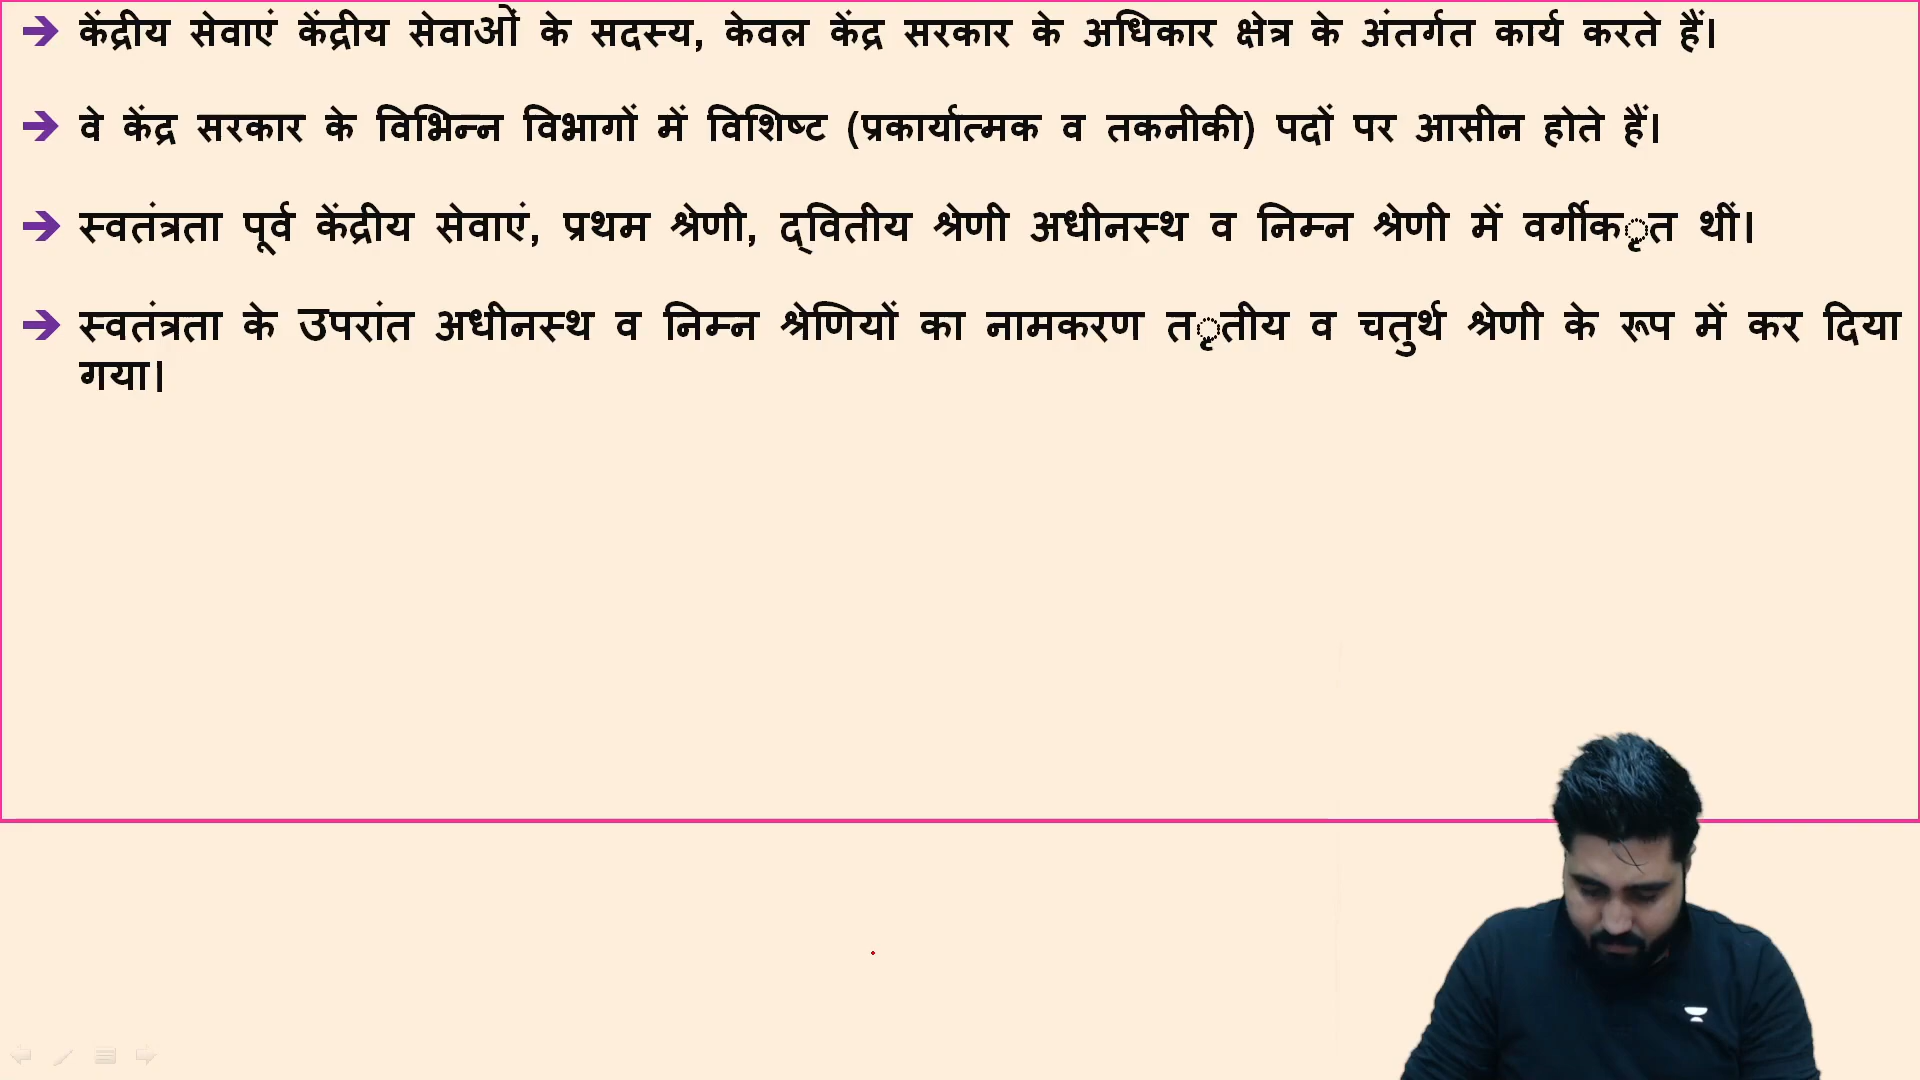 ➔ केंद्रीय सेवाएं केंद्रीय सेवाओं के सदस्य, केवल केंद्र सरकार के अधिकार क्षेत्र के अंतर्गत कार्य करते हैं।
➔ वे केंद्र सरकार के विभिन्न विभागों में विशिष्ट (प्रकार्यात्मक व तकनीकी) पदों पर आसीन होते हैं।
➔ स्वतंत्रता पूर्व केंद्रीय सेवाएं, प्रथम श्रेणी, द्वितीय श्रेणी अधीनस्थ व निम्न श्रेणी में वर्गीकृत थीं।
➔ स्वतंत्रता के उपरांत अधीनस्थ व निम्न श्रेणियों का नामकरण तृतीय व चतुर्थ श्रेणी के रूप में कर दिया
गया।